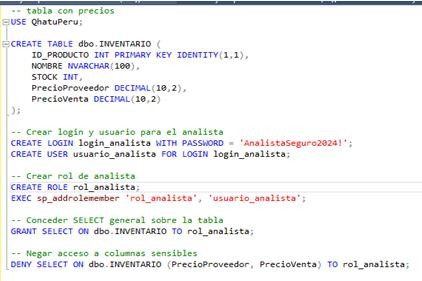 -- tabla con precios
USE QhatuPeru;
CREATE TABLE dbo.INVENTARIO (
ID_PRODUCTO INT PRIMARY KEY IDENTITY(1,1),
NOMBRE NVARCHAR(100),
STOCK INT,
PrecioProveedor DECIMAL(10,2),
PrecioVenta DECIMAL(10,2)
);
-- Crear login y usuario para el analista
CREATE LOGIN login_analista WITH PASSWORD = 'AnalistaSeguro2024!';
CREATE USER usuario_analista FOR LOGIN login_analista;
-- Crear rol de analista
CREATE ROLE rol_analista;
EXEC sp_addrolemember 'rol_analista', 'usuario_analista';
-- Conceder SELECT general sobre la tabla
GRANT SELECT ON dbo.INVENTARIO TO rol_analista;
-- Negar acceso a columnas sensibles
DENY SELECT ON dbo.INVENTARIO (PrecioProveedor, PrecioVenta) TO rol_analista;